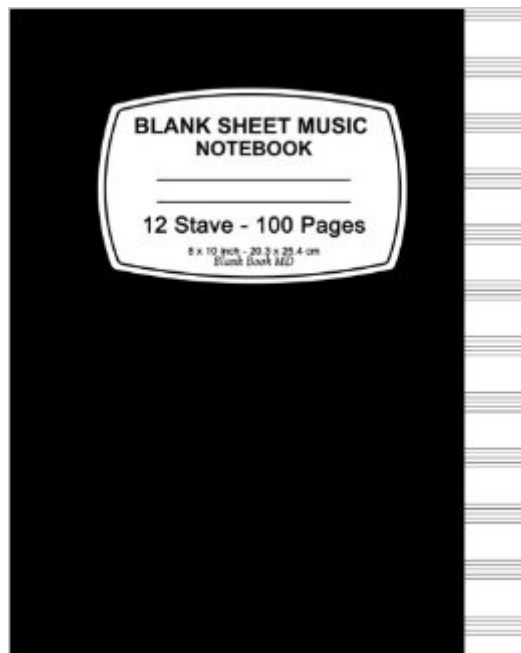 BLANK SHEET MUSIC
NOTEBOOK
12 Stave - 100 Pages
8 x 10 inch - 20.3 x 25.4 cm
Blank Book MD